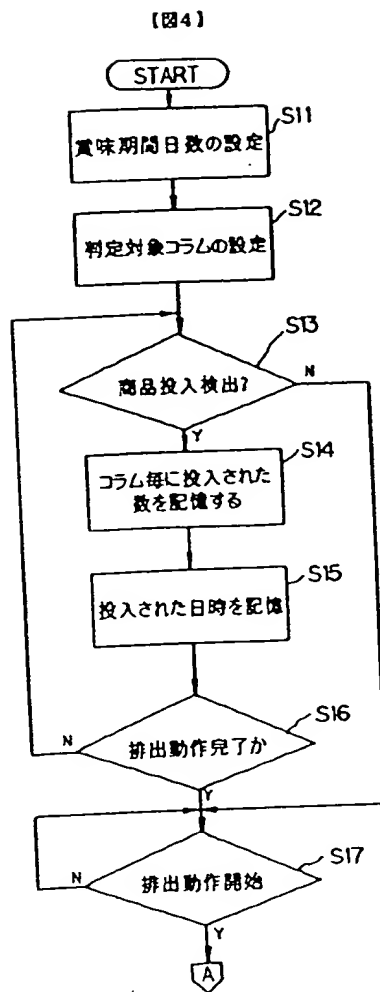 【図4】
START
S11
賞味期間日数の設定
S12
判定対象コラムの設定
S13
商品投入検出?
N
Y
S14
コラム毎に投入された
数を記憶する
S15
投入された日時を記憶
S16
排出動作完了か
N
Y
S17
排出動作開始
N
Y
A